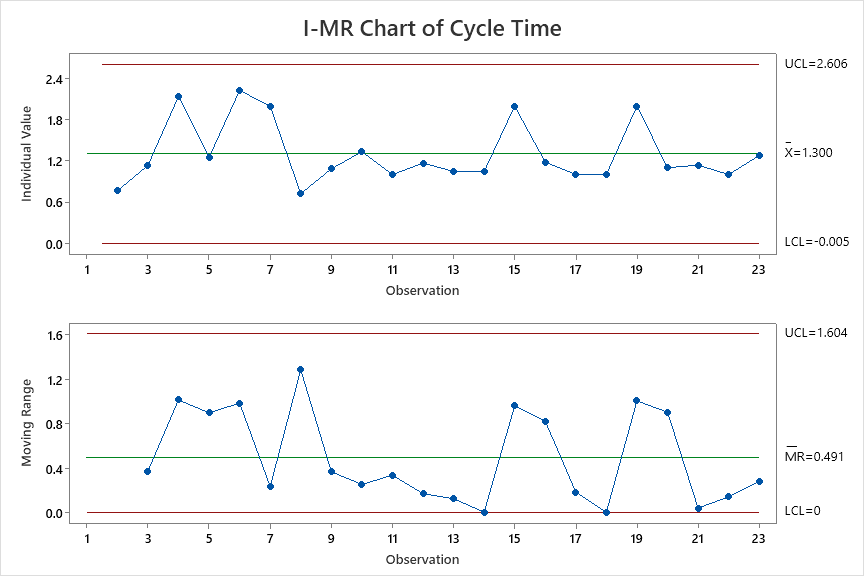 I-MR Chart of Cycle Time
UCL=2.606
2.4
1.8
Individual Value
X̄=1.300
1.2
0.6
0.0
LCL=-0.005
1 3 5 7 9 11 13 15 17 19 21 23
Observation
1.6
UCL=1.604
1.2
Moving Range
0.8
M̅R̅=0.491
0.4
0.0
LCL=0
1 3 5 7 9 11 13 15 17 19 21 23
Observation